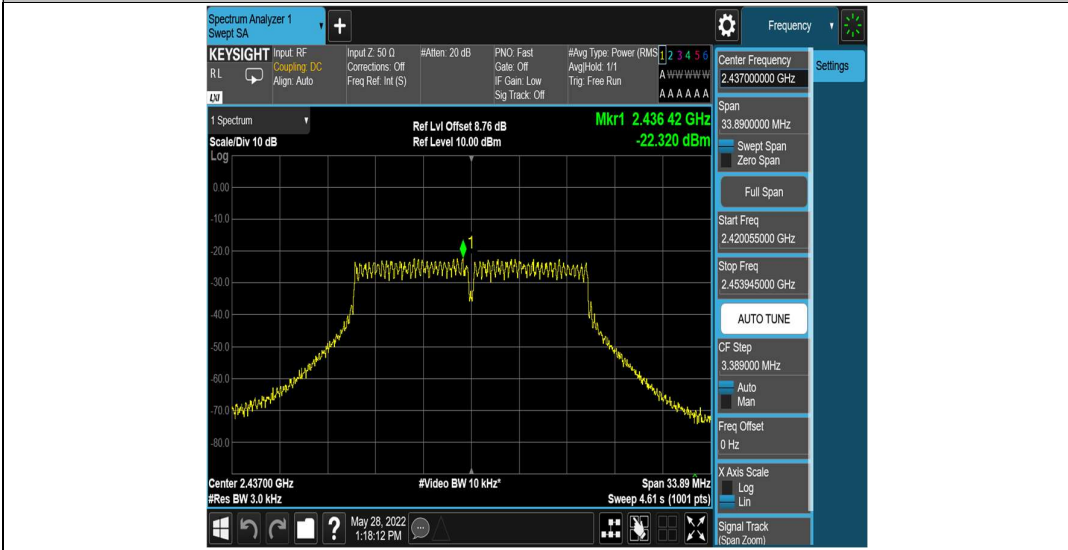 Spectrum Analyzer 1
Swept SA
+
Frequency
KEYSIGHT
RL
LXI
Input: RF
Coupling: DC
Align: Auto
Input Z: 50 Ω
Corrections: Off
Freq Ref: Int (S)
#Atten: 20 dB
PNO: Fast
Gate: Off
IF Gain: Low
Sig Track: Off
#Avg Type: Power (RMS
Avg|Hold: 1/1
Trig: Free Run
1 2 3 4 5 6
A W W W W W
A A A A A A
1 Spectrum
Scale/Div 10 dB
Ref Lvl Offset 8.76 dB
Ref Level 10.00 dBm
Mkr1 2.436 42 GHz
-22.320 dBm
Log
0.00
-10.0
-20.0
-30.0
-40.0
-50.0
-60.0
-70.0
-80.0
1
Center 2.43700 GHz
#Res BW 3.0 kHz
#Video BW 10 kHz*
Span 33.89 MHz
Sweep 4.61 s (1001 pts)
Center Frequency
2.437000000 GHz
Settings
Span
33.8900000 MHz
Swept Span
Zero Span
Full Span
Start Freq
2.420055000 GHz
Stop Freq
2.453945000 GHz
AUTO TUNE
CF Step
3.389000 MHz
Auto
Man
Freq Offset
0 Hz
X Axis Scale
Log
Lin
Signal Track
(Span Zoom)
?
May 28, 2022
1:18:12 PM